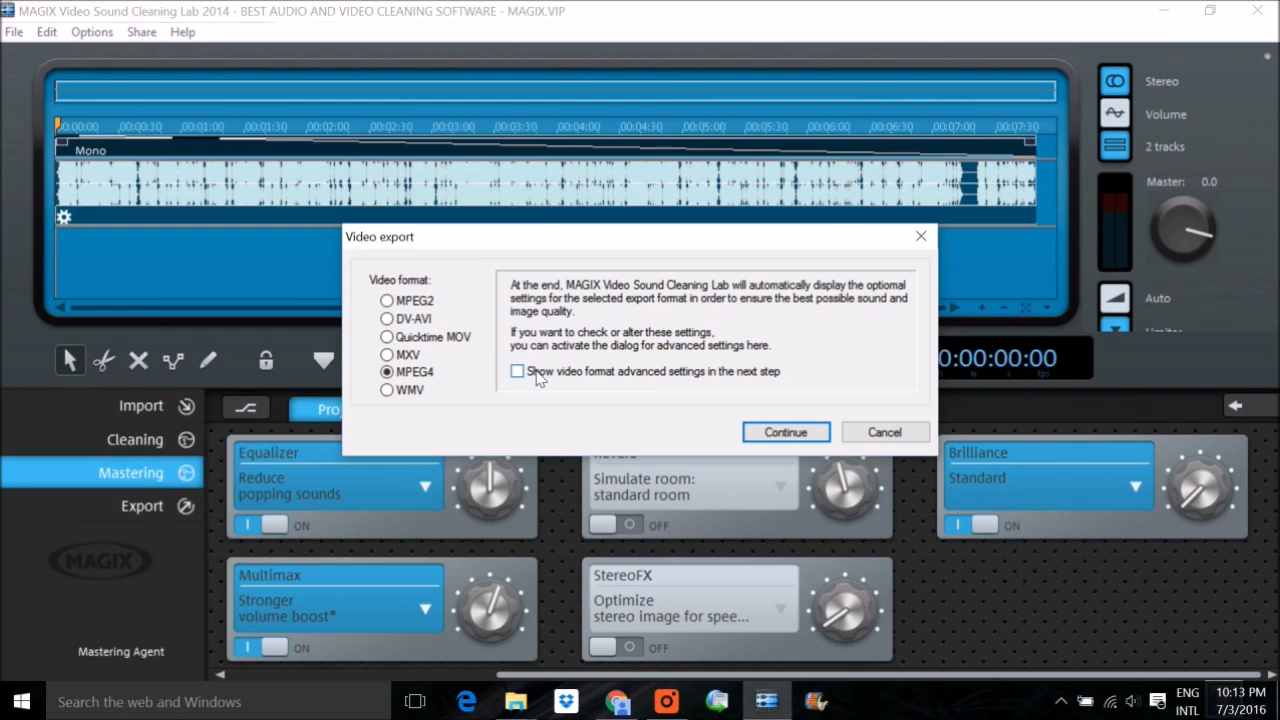 MAGIX Video Sound Cleaning Lab 2014 - BEST AUDIO AND VIDEO CLEANING SOFTWARE - MAGIX.VIP
File Edit Options Share Help
00:00:00 00:00:30 00:01:00 00:01:30 00:02:00 00:02:30 00:03:00 00:03:30 00:04:00 00:04:30 00:05:00 00:05:30 00:06:00 00:06:30 00:07:00 00:07:30
Mono
Stereo
Volume
2 tracks
Master: 0.0
Auto
Video export
Video format:
MPEG2
DV-AVI
Quicktime MOV
MXV
MPEG4
WMV
At the end, MAGIX Video Sound Cleaning Lab will automatically display the optiomal
settings for the selected export format in order to ensure the best possible sound and
image quality.
If you want to check or alter these settings,
you can activate the dialog for advanced settings here.
Show video format advanced settings in the next step
Continue Cancel
00:00:00
fps
Import
Cleaning
Mastering
Export
MAGIX
Mastering Agent
Equalizer
Reduce
popping sounds
ON
Simulate room:
standard room
OFF
Brilliance
Standard
ON
Multimax
Stronger
volume boost*
ON
StereoFX
Optimize
stereo image for spee...
OFF
Search the web and Windows
ENG
INTL
10:13 PM
7/3/2016